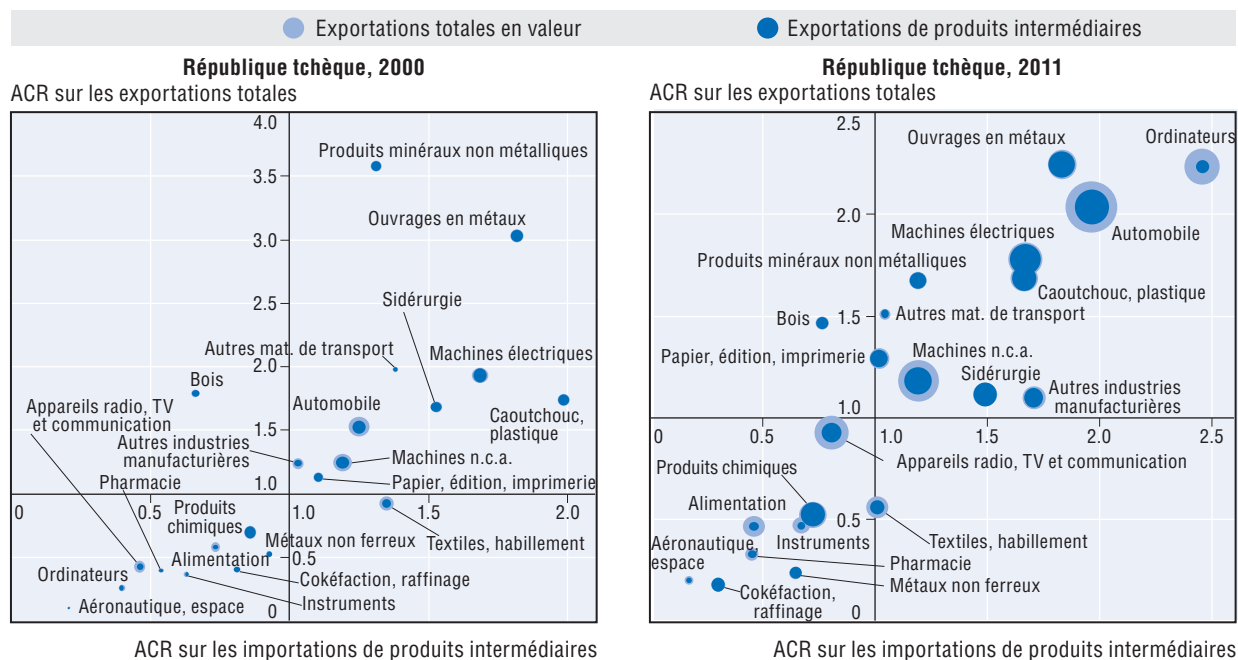 Exportations totales en valeur
Exportations de produits intermédiaires
République tchèque, 2000
ACR sur les exportations totales
4.0
Produits minéraux non métalliques
3.5
Ouvrages en métaux
3.0
2.5
Sidérurgie
Autres mat. de transport
2.0
Machines électriques
Bois
Automobile
Appareils radio, TV
et communication
Caoutchouc,
plastique
1.5
Autres industries
manufacturières
Machines n.c.a.
Pharmacie
1.0
Papier, édition, imprimerie
0
0.5
1.0
1.5
2.0
Produits
chimiques
Métaux non ferreux
Textiles, habillement
Alimentation
0.5
Ordinateurs
Cokéfaction, raffinage
Aéronautique, espace
Instruments
0
ACR sur les importations de produits intermédiaires
République tchèque, 2011
ACR sur les exportations totales
2.5
Ouvrages en métaux
Ordinateurs
2.0
Machines électriques
Automobile
Produits minéraux non métalliques
Caoutchouc, plastique
Bois
1.5
Autres mat. de transport
Papier, édition, imprimerie
Machines n.c.a.
Sidérurgie
Autres industries
manufacturières
1.0
0
0.5
1.0
1.5
2.0
2.5
Produits chimiques
Appareils radio, TV et communication
Alimentation
0.5
Aéronautique,
espace
Instruments
Textiles, habillement
Pharmacie
Métaux non ferreux
Cokéfaction,
raffinage
0
ACR sur les importations de produits intermédiaires